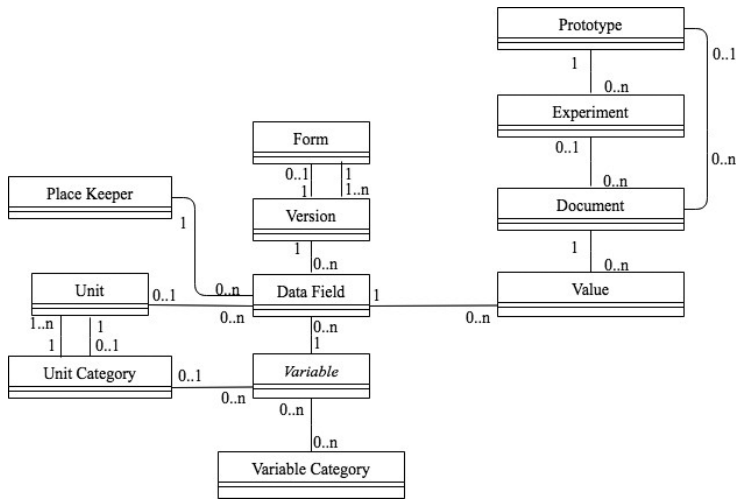 Prototype
0..1
1
0..n
Experiment
Form
0..1
0..1
1
0..n
0..n
1
1..n
Place Keeper
Version
Document
1
1
1
0..n
0..n
Unit
0..n
Data Field
Value
0..1
1
0..n
0..n
1..n
1
0..n
1
0..1
1
Unit Category
Variable
0..1
0..n
0..n
0..n
Variable Category